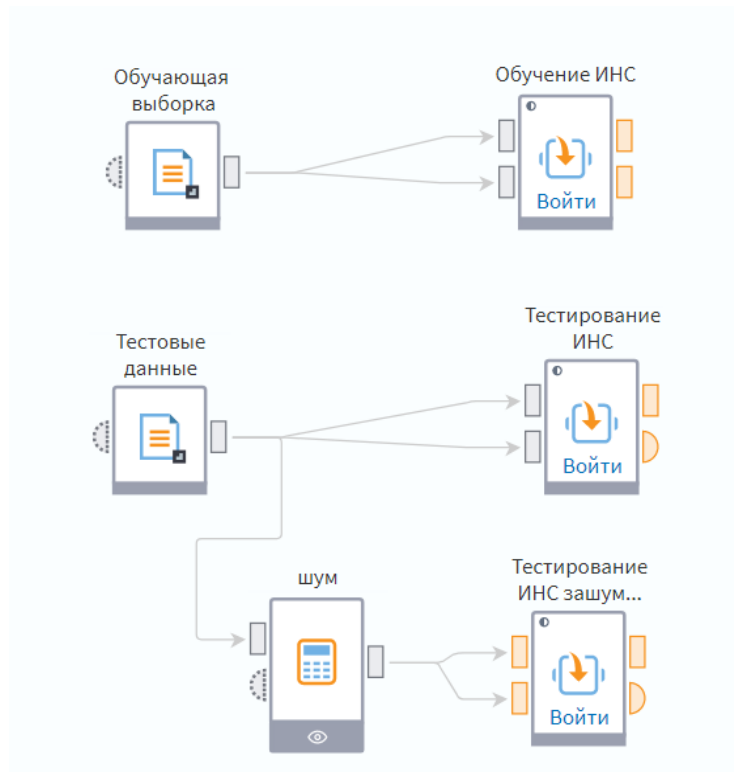 Обучающая
выборка
Обучение ИНС
Войти
Тестовые
данные
Тестирование
ИНС
Войти
шум
Тестирование
ИНС зашум...
Войти